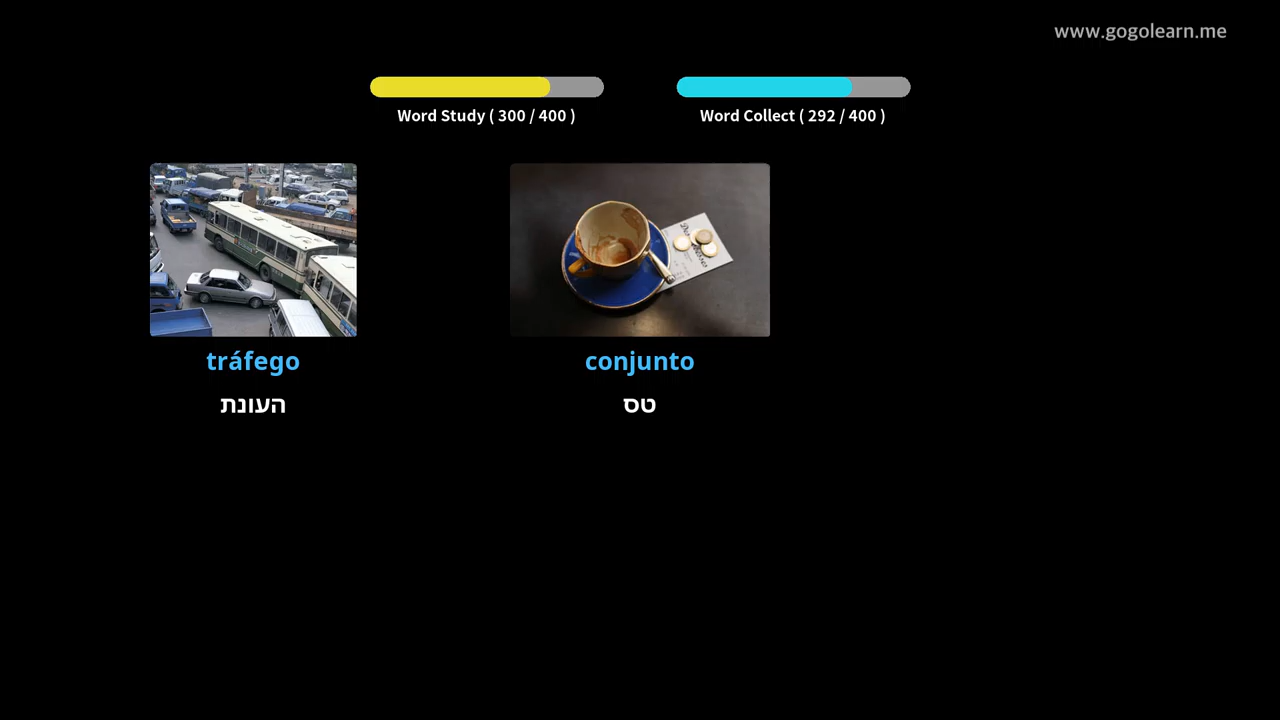 www.gogolearn.me
Word Study ( 300 / 400 )
Word Collect ( 292 / 400 )
tráfego
העונת
conjunto
טס